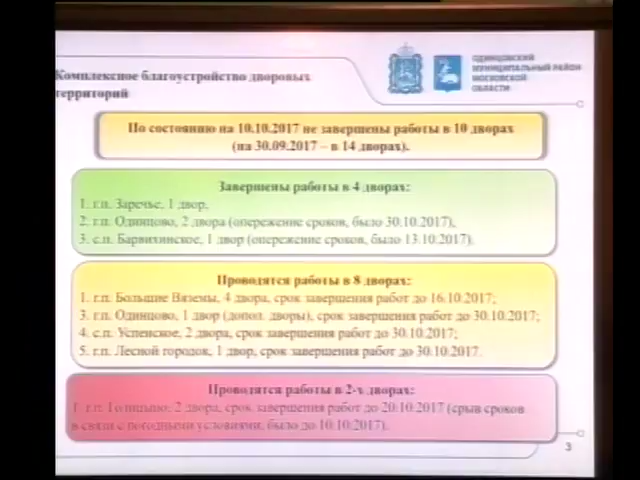 Комплексное благоустройство дворовых
территорий
ОДИНЦОВСКИЙ
МУНИЦИПАЛЬНЫЙ РАЙОН
МОСКОВСКОЙ
ОБЛАСТИ
По состоянию на 10.10.2017 не завершены работы в 10 дворах
(на 30.09.2017 – в 14 дворах).
Завершены работы в 4 дворах:
1. г.п. Заречье, 1 двор,
2. г.п. Одинцово, 2 двора (опережение сроков, было 30.10.2017),
3. с.п. Барвихинское, 1 двор (опережение сроков, было 13.10.2017).
Проводятся работы в 8 дворах:
1. г.п. Большие Вяземы, 4 двора, срок завершения работ до 16.10.2017;
3. г.п. Одинцово, 1 двор (допол. дворы), срок завершения работ до 30.10.2017;
4. с.п. Успенское, 2 двора, срок завершения работ до 30.10.2017;
5. г.п. Лесной городок, 1 двор, срок завершения работ до 30.10.2017.
Проводятся работы в 2-х дворах:
1. г.п. Голицыно, 2 двора, срок завершения работ до 20.10.2017 (срыв сроков
в связи с погодными условиями, было до 10.10.2017).
3